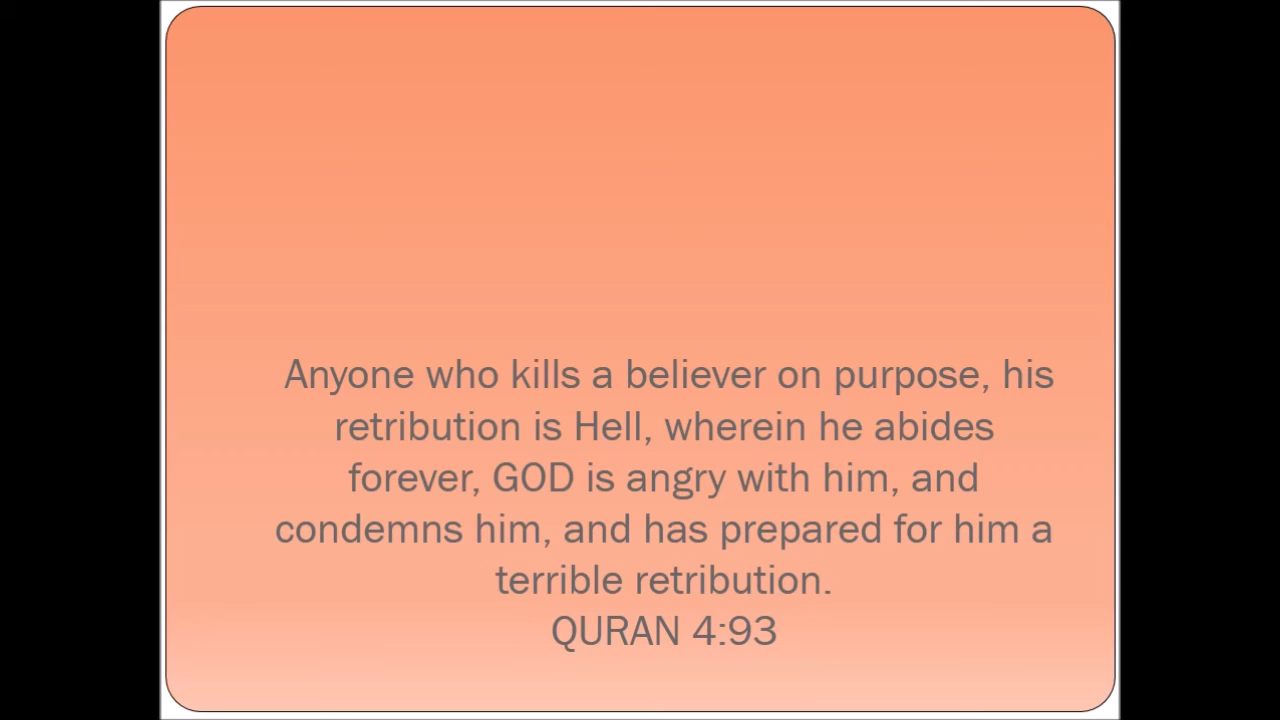 Anyone who kills a believer on purpose, his
retribution is Hell, wherein he abides
forever, GOD is angry with him, and
condemns him, and has prepared for him a
terrible retribution.
QURAN 4:93